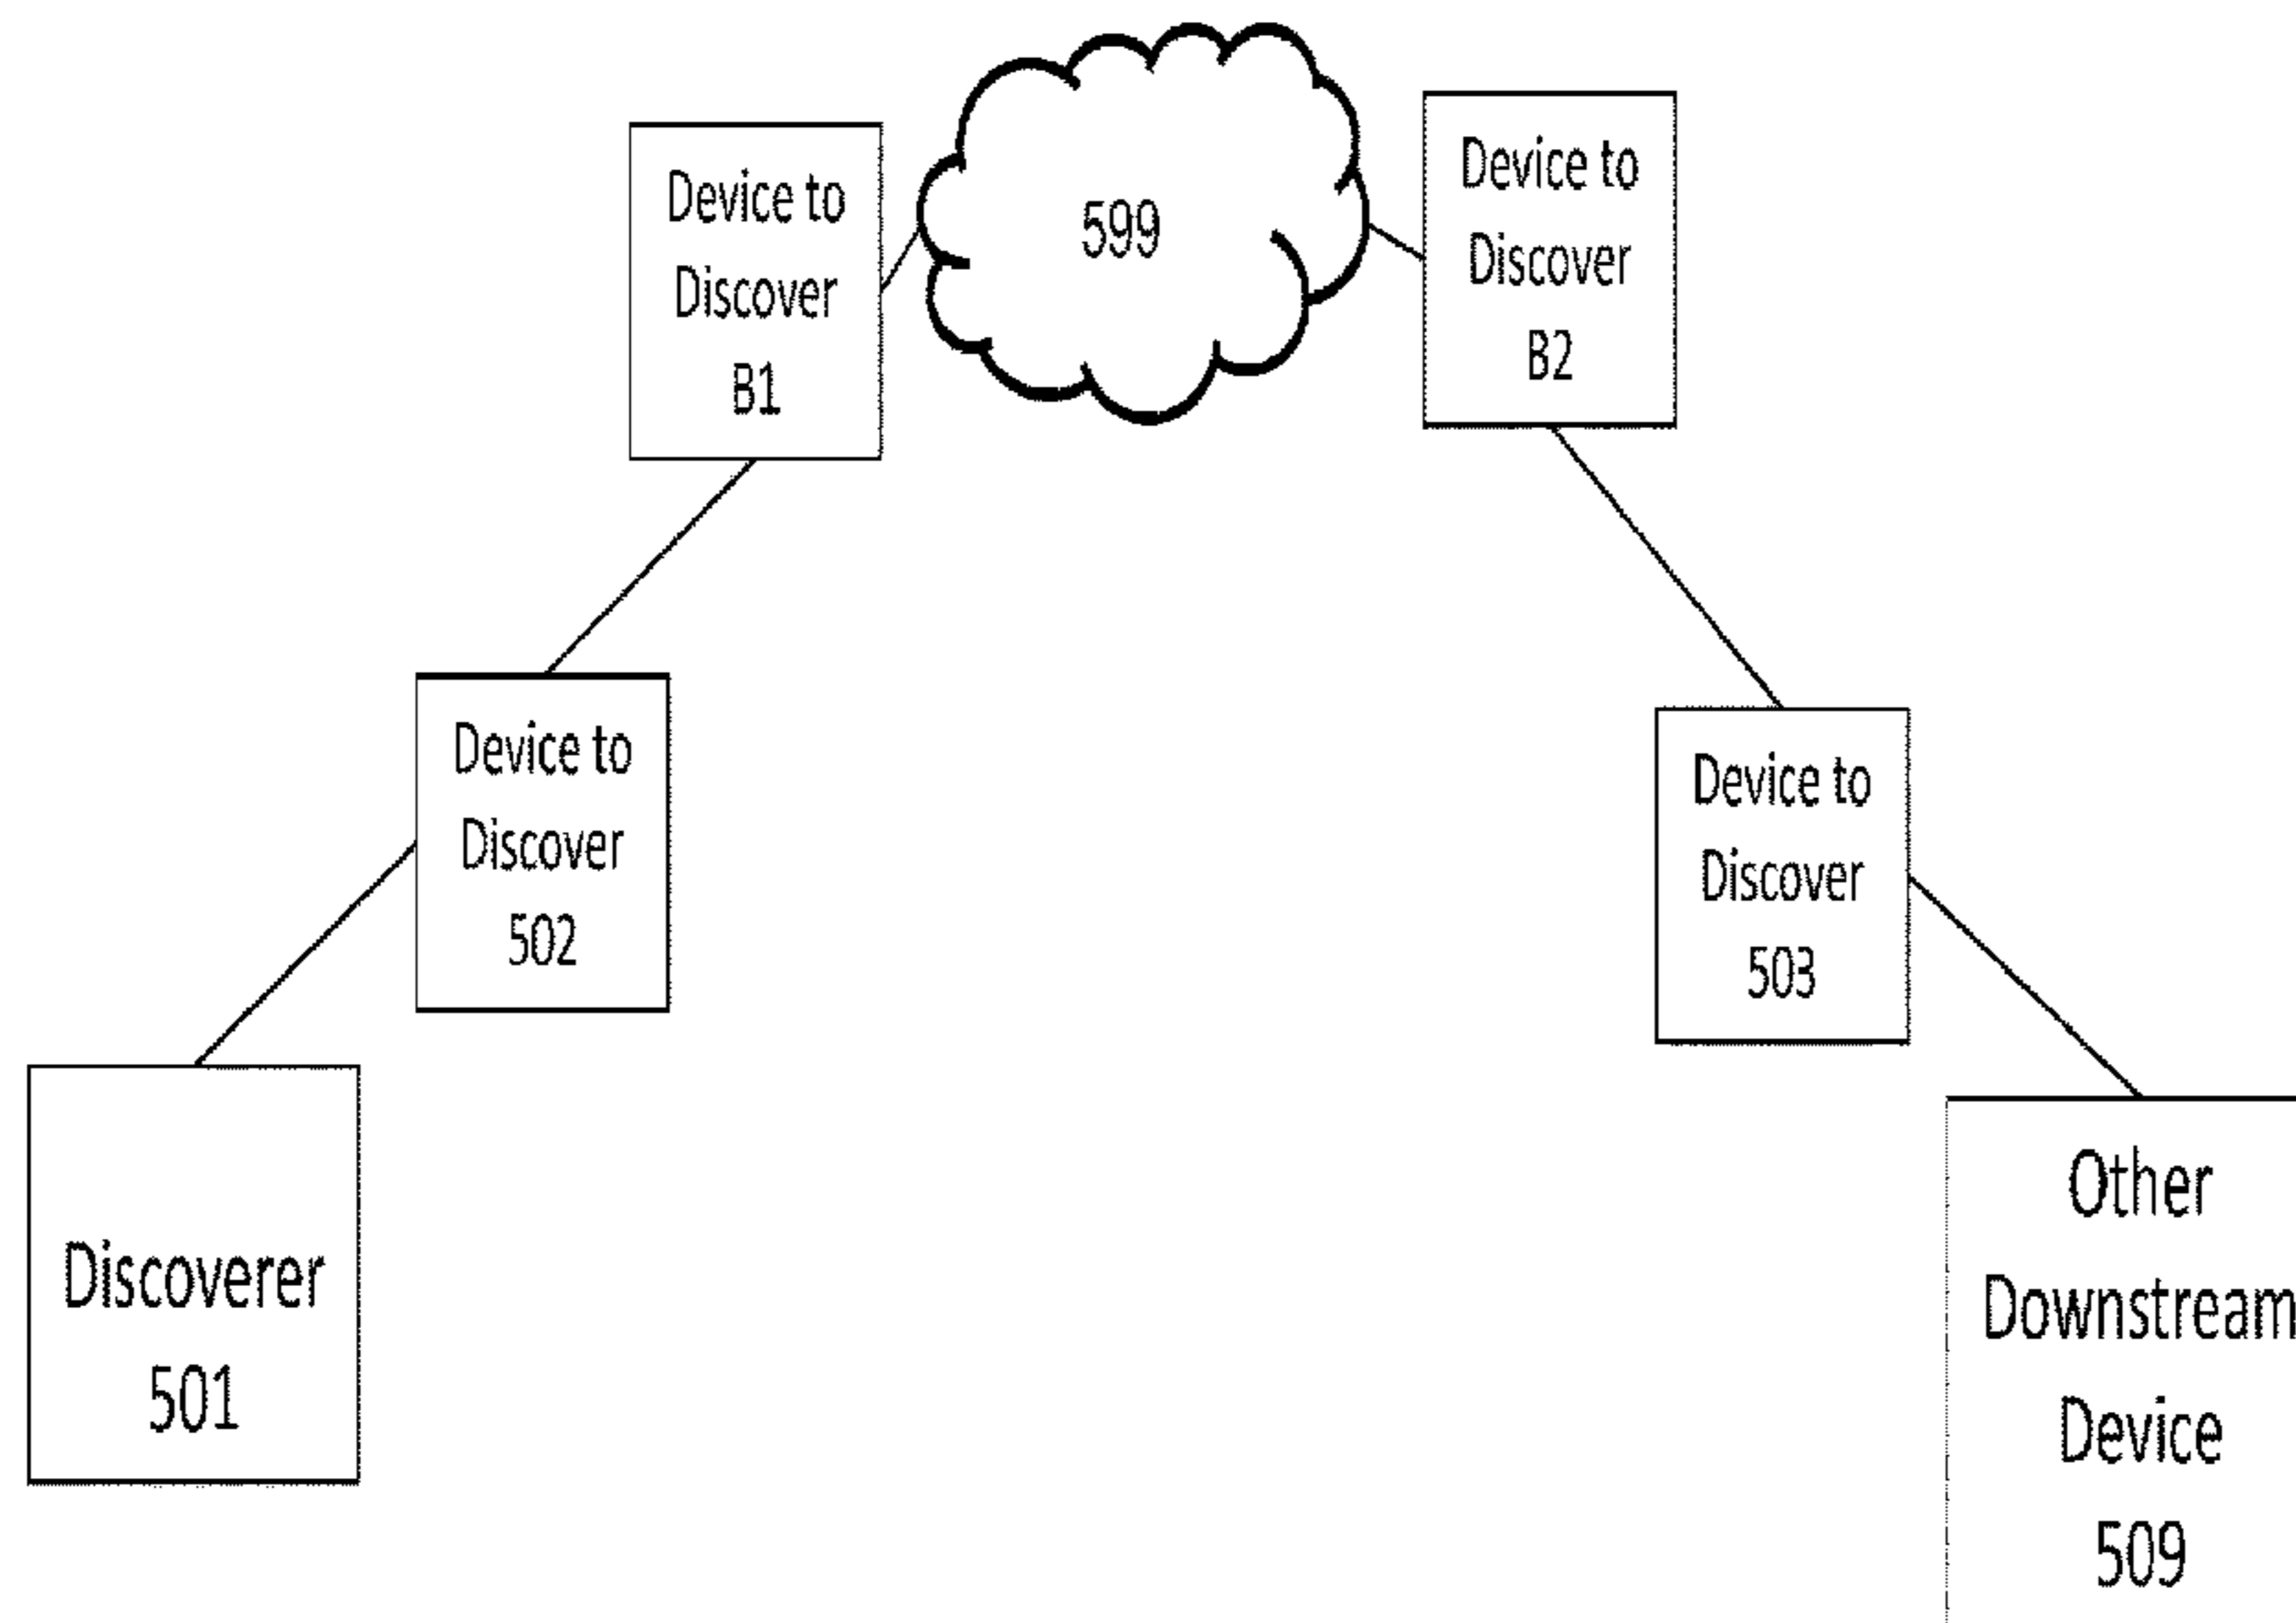 Device to
Discover
B1
599
Device to
Discover
B2
Device to
Discover
502
Device to
Discover
503
Discoverer
501
Other
Downstream
Device
509